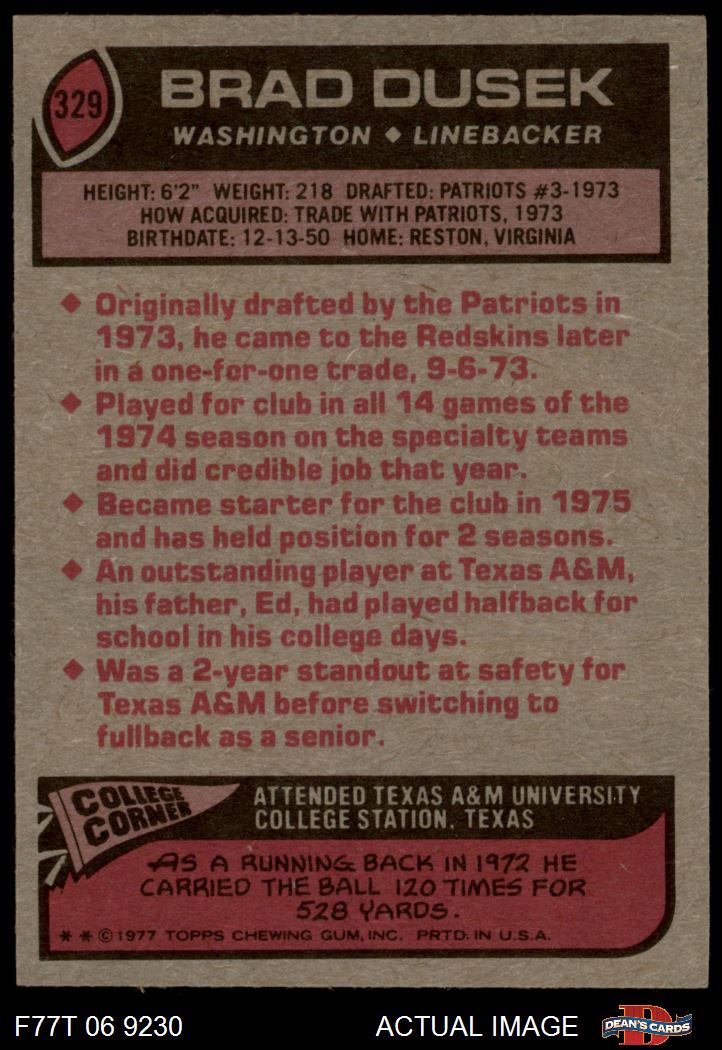 329
BRAD DUSEK
WASHINGTON ◆ LINEBACKER
HEIGHT: 6'2" WEIGHT: 218 DRAFTED: PATRIOTS #3-1973
HOW ACQUIRED: TRADE WITH PATRIOTS, 1973
BIRTHDATE: 12-13-50 HOME: RESTON, VIRGINIA
◆ Originally drafted by the Patriots in
1973, he came to the Redskins later
in a one-for-one trade, 9-6-73.
◆ Played for club in all 14 games of the
1974 season on the specialty teams
and did credible job that year.
◆ Became starter for the club in 1975
and has held position for 2 seasons.
◆ An outstanding player at Texas A&M,
his father, Ed, had played halfback for
school in his college days.
◆ Was a 2-year standout at safety for
Texas A&M before switching to
fullback as a senior.
COLLEGE
CORNER
ATTENDED TEXAS A&M UNIVERSITY
COLLEGE STATION, TEXAS
AS A RUNNING BACK IN 1972 HE
CARRIED THE BALL 120 TIMES FOR
528 YARDS.
* * © 1977 TOPPS CHEWING GUM, INC. PRTD. IN U.S.A.
F77T 06 9230
ACTUAL IMAGE
D
DEAN'S CARDS